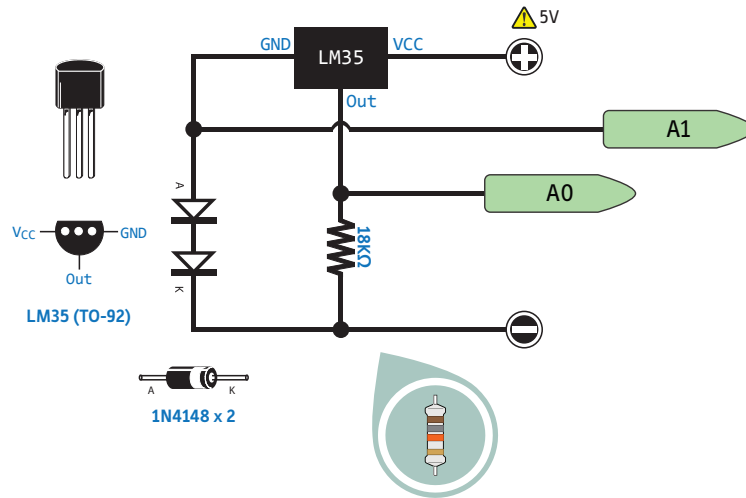 5V
GND
LM35
VCC
Out
A1
A0
A
18KΩ
K
VCC
GND
Out
LM35 (TO-92)
A
K
1N4148 x 2